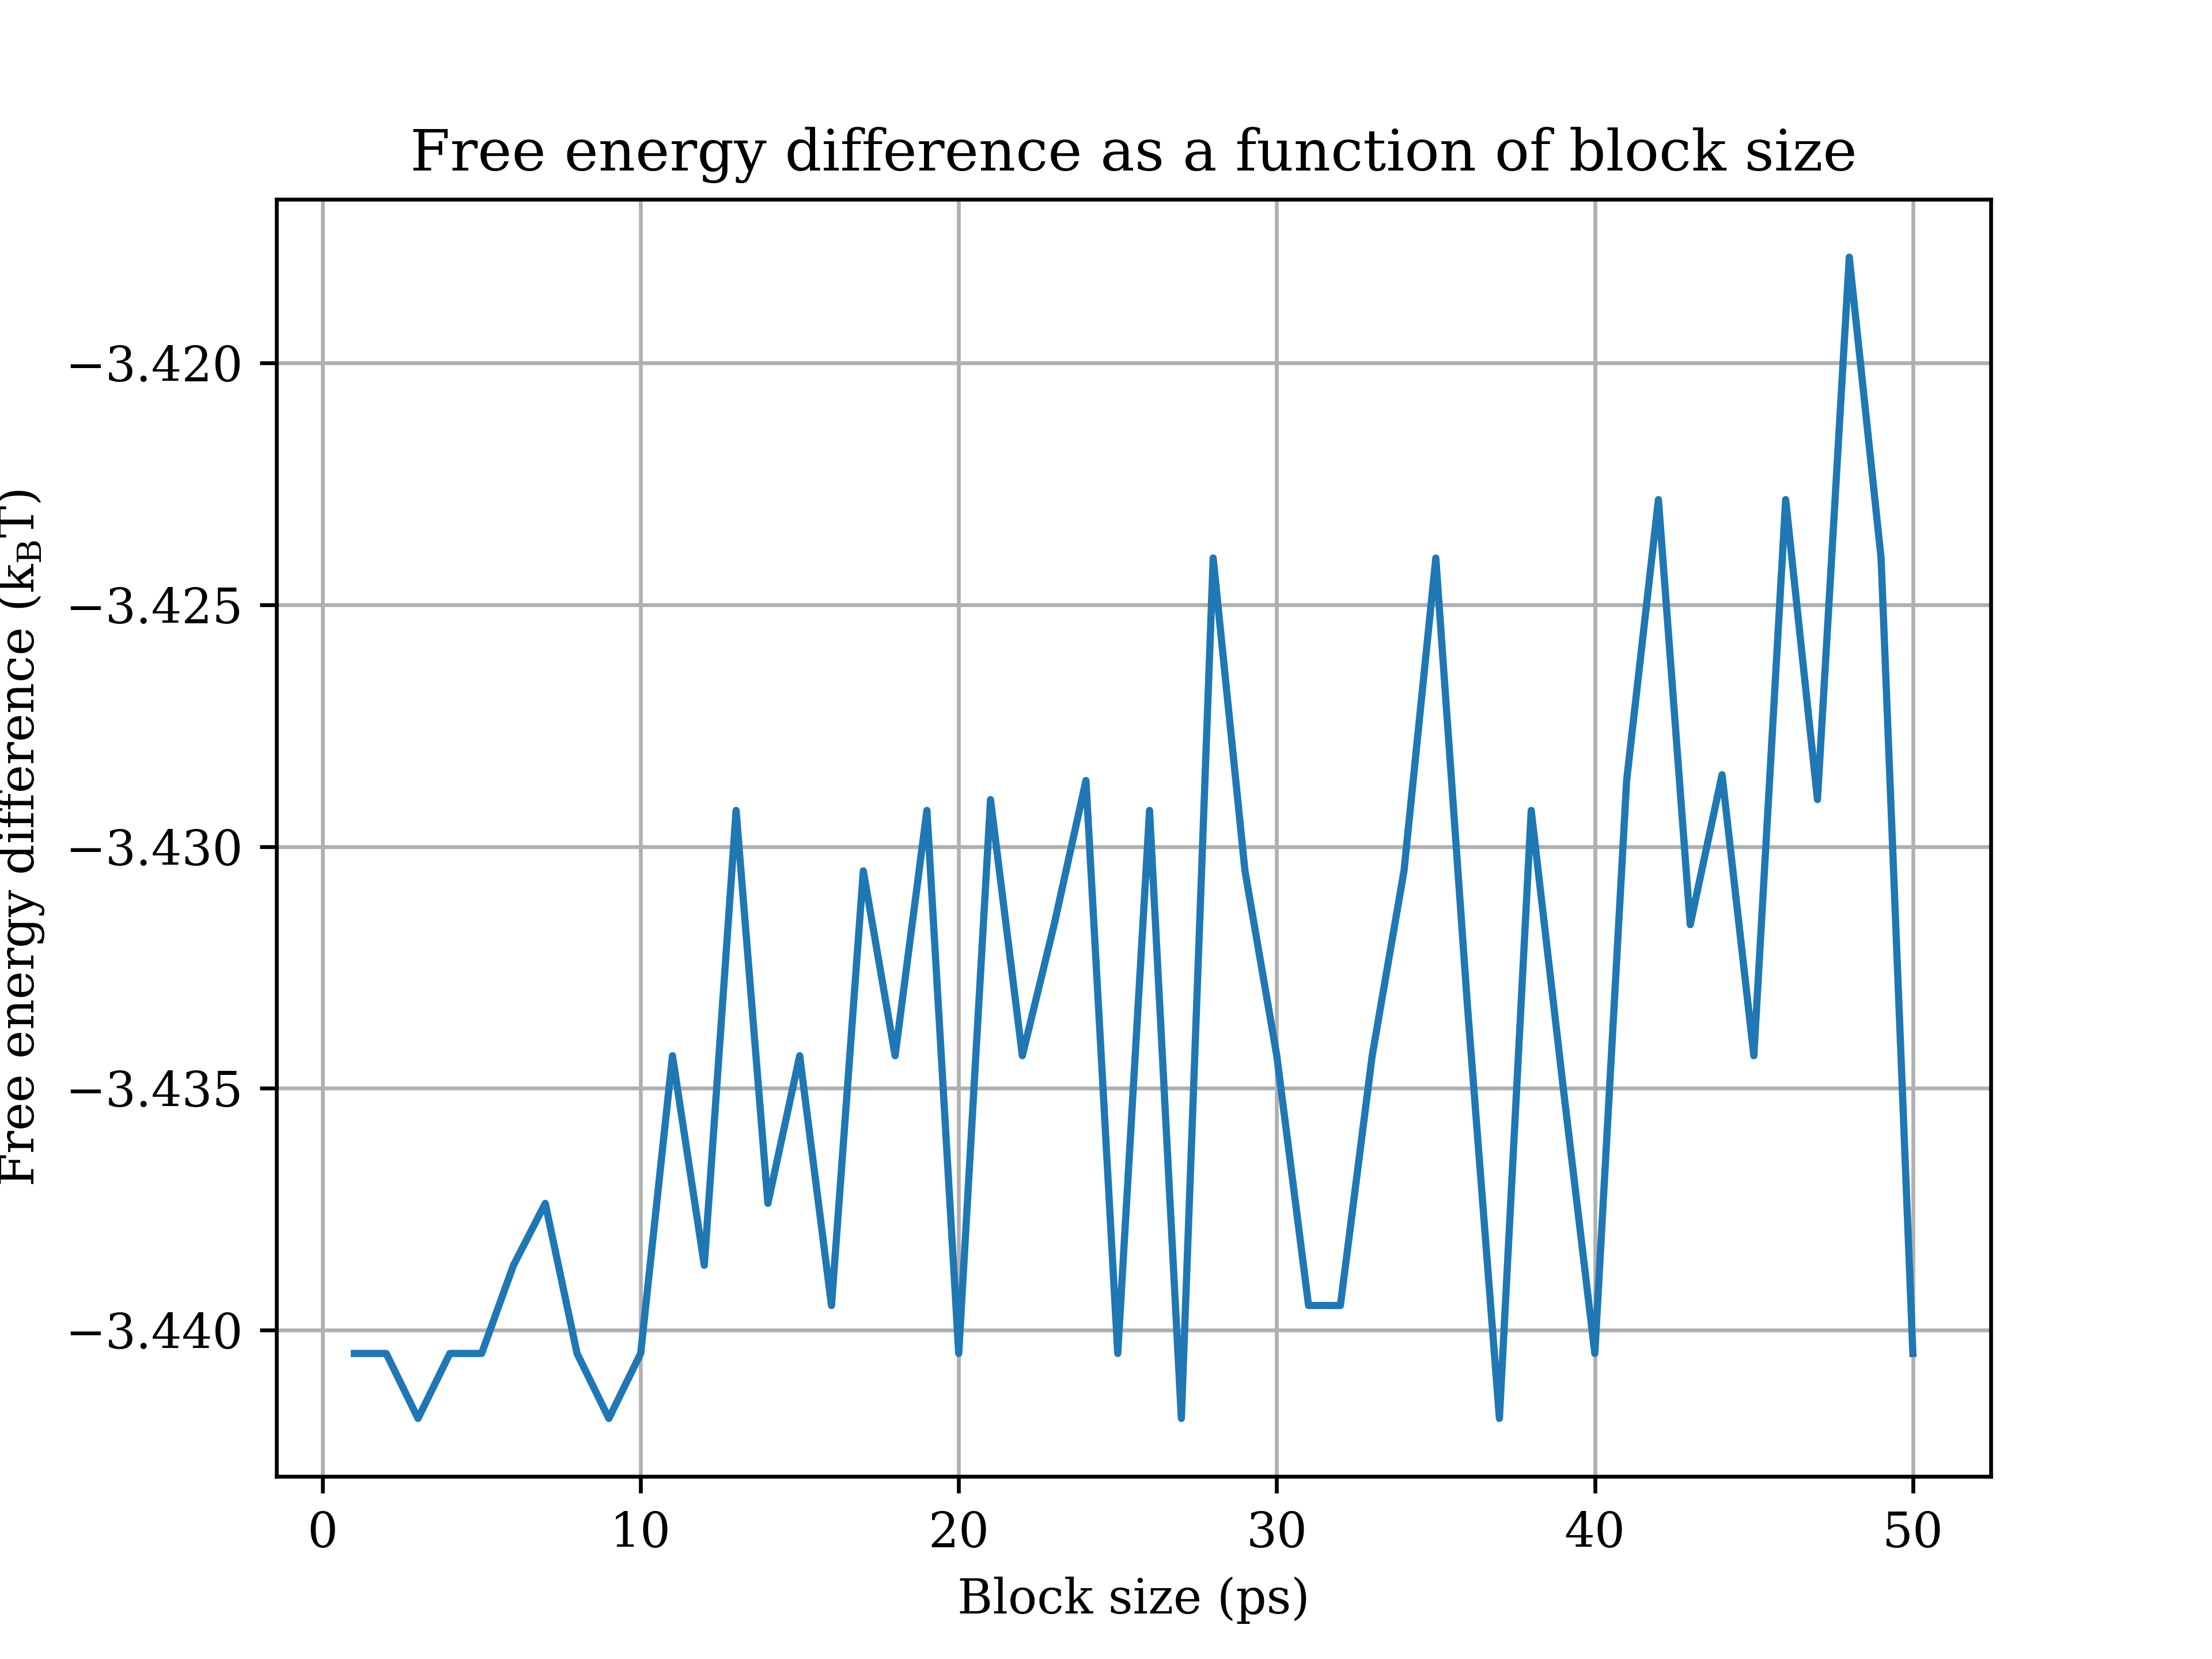 Free energy difference as a function of block size
Free energy difference (k_BT)
−3.420
−3.425
−3.430
−3.435
−3.440
0 10 20 30 40 50
Block size (ps)